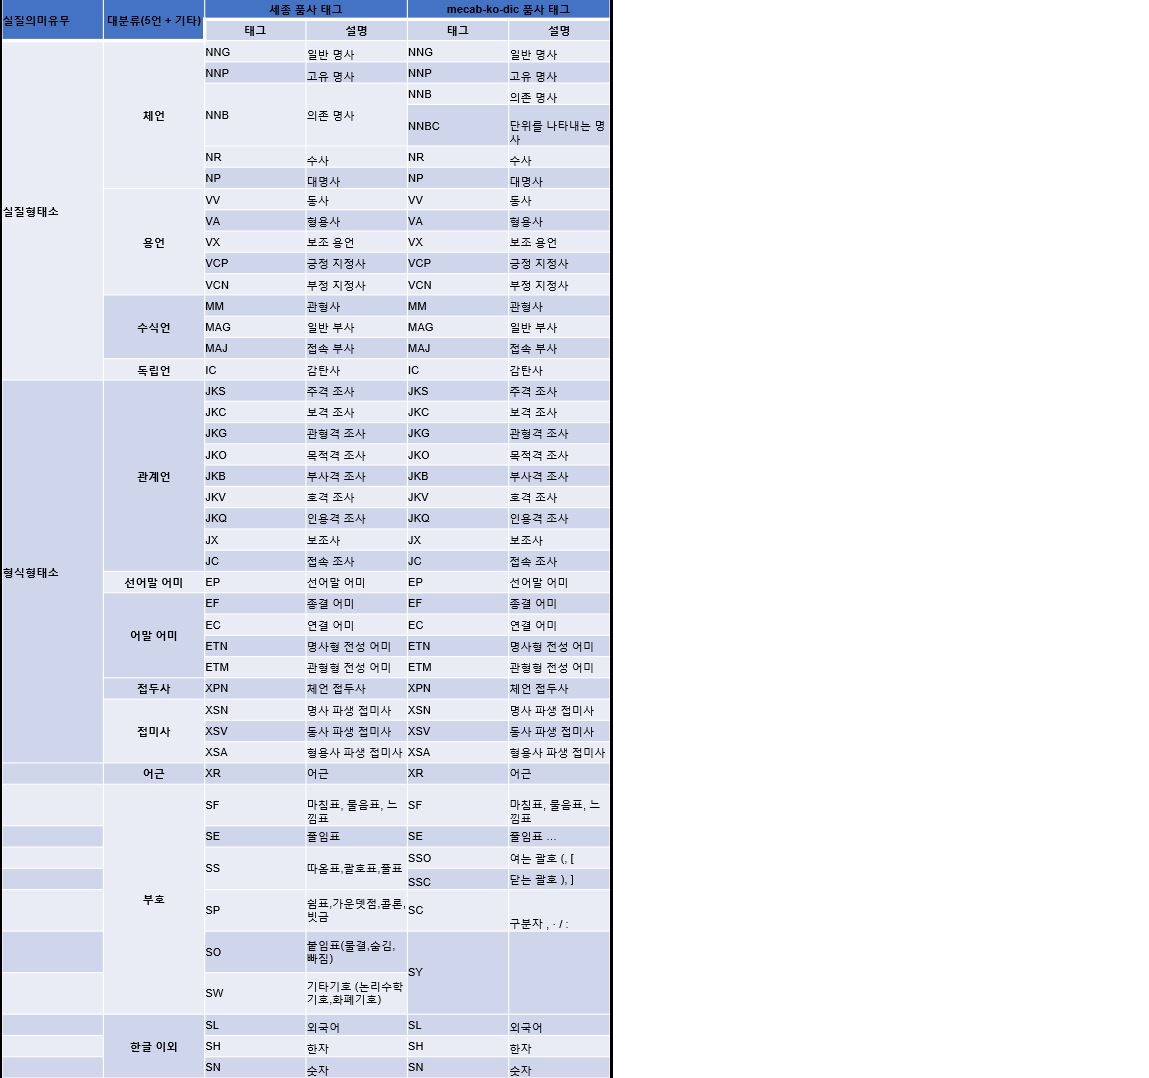 실질의미유무 대분류(5언 + 기타) 세종 품사 태그 mecab-ko-dic 품사 태그
태그 설명 태그 설명
실질형태소
체언
NNG 일반 명사 NNG 일반 명사
NNP 고유 명사 NNP 고유 명사
NNB 의존 명사 NNB 의존 명사
NNBC 단위를 나타내는 명
사
NR 수사 NR 수사
NP 대명사 NP 대명사
용언
VV 동사 VV 동사
VA 형용사 VA 형용사
VX 보조 용언 VX 보조 용언
VCP 긍정 지정사 VCP 긍정 지정사
VCN 부정 지정사 VCN 부정 지정사
수식언
MM 관형사 MM 관형사
MAG 일반 부사 MAG 일반 부사
MAJ 접속 부사 MAJ 접속 부사
독립언 IC 감탄사 IC 감탄사
형식형태소
관계언
JKS 주격 조사 JKS 주격 조사
JKC 보격 조사 JKC 보격 조사
JKG 관형격 조사 JKG 관형격 조사
JKO 목적격 조사 JKO 목적격 조사
JKB 부사격 조사 JKB 부사격 조사
JKV 호격 조사 JKV 호격 조사
JKQ 인용격 조사 JKQ 인용격 조사
JX 보조사 JX 보조사
JC 접속 조사 JC 접속 조사
선어말 어미 EP 선어말 어미 EP 선어말 어미
어말 어미
EF 종결 어미 EF 종결 어미
EC 연결 어미 EC 연결 어미
ETN 명사형 전성 어미 ETN 명사형 전성 어미
ETM 관형형 전성 어미 ETM 관형형 전성 어미
접두사 XPN 체언 접두사 XPN 체언 접두사
접미사
XSN 명사 파생 접미사 XSN 명사 파생 접미사
XSV 동사 파생 접미사 XSV 동사 파생 접미사
XSA 형용사 파생 접미사 XSA 형용사 파생 접미사
어근 XR 어근 XR 어근
부호
SF 마침표, 물음표, 느
낌표
SF 마침표, 물음표, 느
낌표
SE 줄임표 SE 줄임표 …
SS 따옴표,괄호표,줄표 SSO 여는 괄호 (, [
SSC 닫는 괄호 ), ]
SP 쉼표,가운뎃점,콜론,
빗금
SC 구분자 , · / :
SO 붙임표(물결,숨김,
빠짐)
SY
SW 기타기호 (논리수학
기호,화폐기호)
한글 이외
SL 외국어 SL 외국어
SH 한자 SH 한자
SN 숫자 SN 숫자